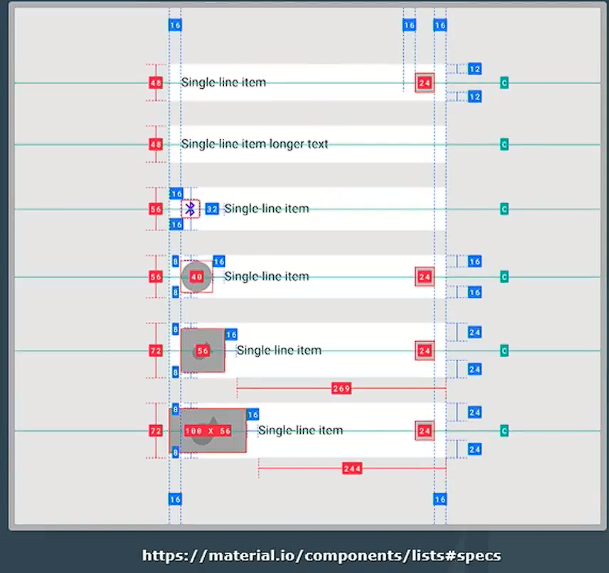 16 16 16
48 Single-line item 24 12
12 C
48 Single-line item longer text C
16
56 32 Single-line item C
16
8 16 16
56 40 Single-line item 24 C
16
8 16 24
72 56 Single-line item 24 C
8 24
269
8 16 24
72 100 X 56 Single-line item 24 C
8 24
244
16 16
https://material.io/components/lists#specs